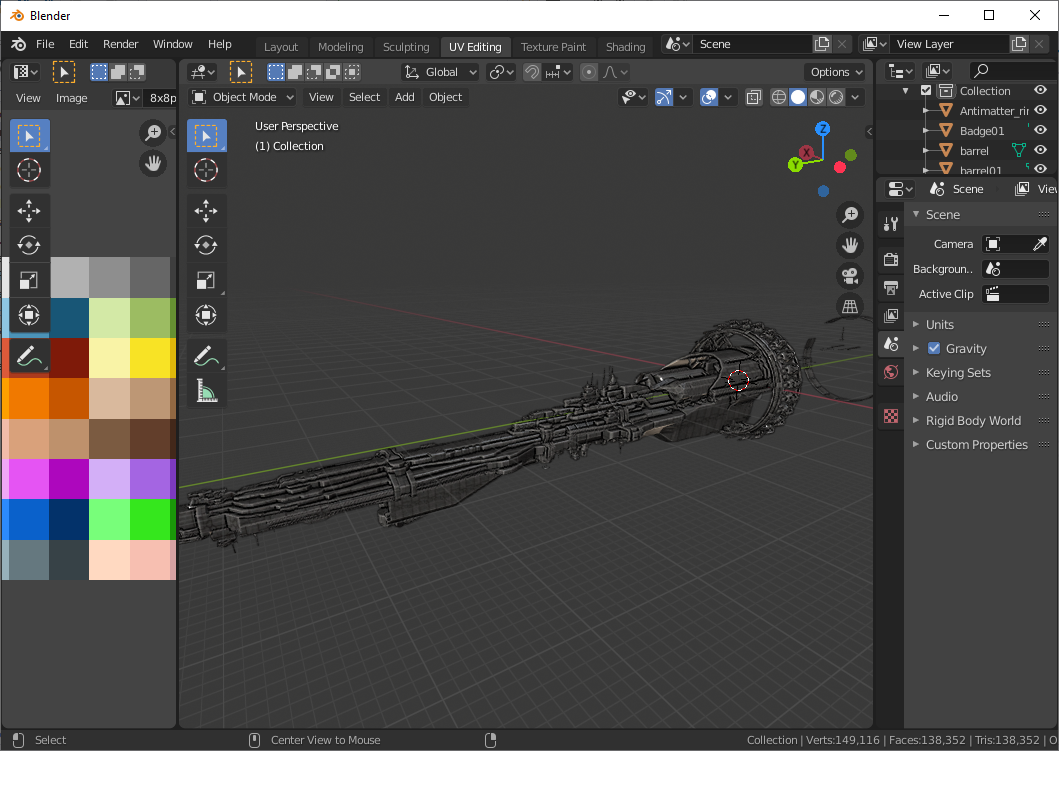 Blender
File Edit Render Window Help Layout Modeling Sculpting UV Editing Texture Paint Shading Scene View Layer
Global Options
View Image 8x8p Object Mode View Select Add Object
User Perspective
(1) Collection
Z
X
Y
Collection
Antimatter_rin
Badge01
barrel
barrel01
Scene View
Scene
Camera
Backgroun..
Active Clip
Units
Gravity
Keying Sets
Audio
Rigid Body World
Custom Properties
Select Center View to Mouse Collection | Verts:149,116 | Faces:138,352 | Tris:138,352 | O